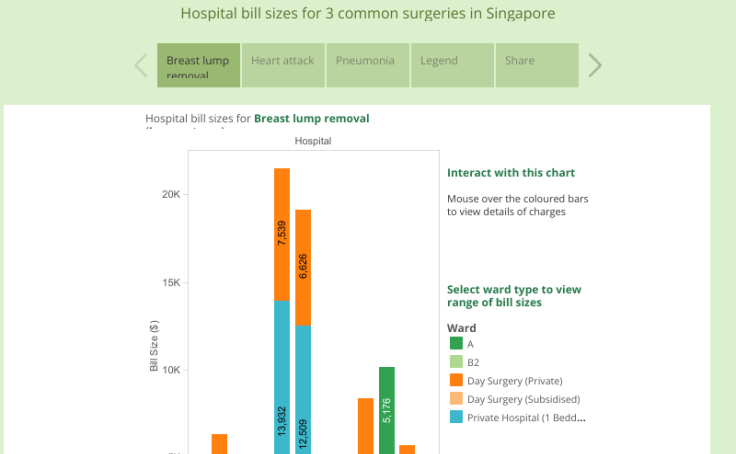 Hospital bill sizes for 3 common surgeries in Singapore
Breast lump
removal
Heart attack
Pneumonia
Legend
Share
Hospital bill sizes for Breast lump removal
Hospital
Interact with this chart
Mouse over the coloured bars
to view details of charges
Select ward type to view
range of bill sizes
Ward
A
B2
Day Surgery (Private)
Day Surgery (Subsidised)
Private Hospital (1 Bedd...
Bill Size ($)
20K
15K
10K
7,539
6,626
13,932
12,509
5,176